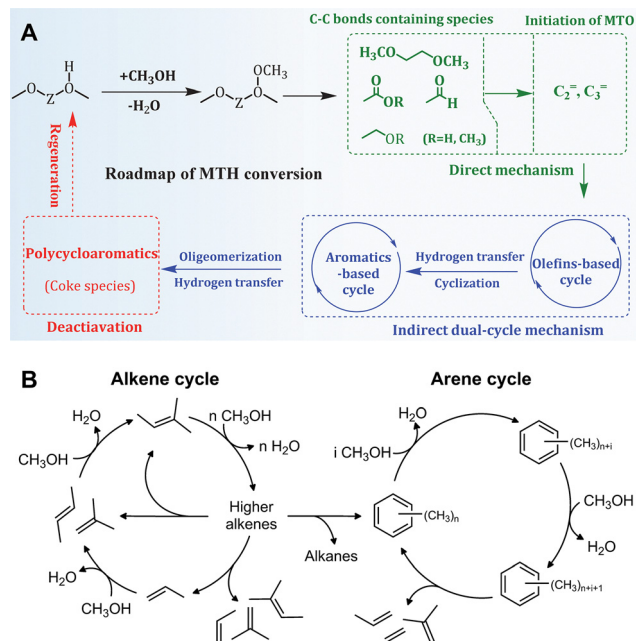 A
C-C bonds containing species
Initiation of MTO
H
O
O
Z
+CH₃OH
-H₂O
OCH₃
O
O
Z
H₃CO
OCH₃
O
OR
O
H
OR
(R=H, CH₃)
C₂⁼, C₃⁼
Direct mechanism
Regeneration
Roadmap of MTH conversion
Polycycloaromatics
(Coke species)
Deactiavation
Oligeomerization
Hydrogen transfer
Aromatics
-based
cycle
Hydrogen transfer
Cyclization
Olefins-based
cycle
Indirect dual-cycle mechanism
B
Alkene cycle
Arene cycle
H₂O
CH₃OH
n CH₃OH
n H₂O
Higher
alkenes
Alkanes
H₂O
CH₃OH
H₂O
i CH₃OH
(CH₃)n+i
CH₃OH
H₂O
(CH₃)n
(CH₃)n+i+1